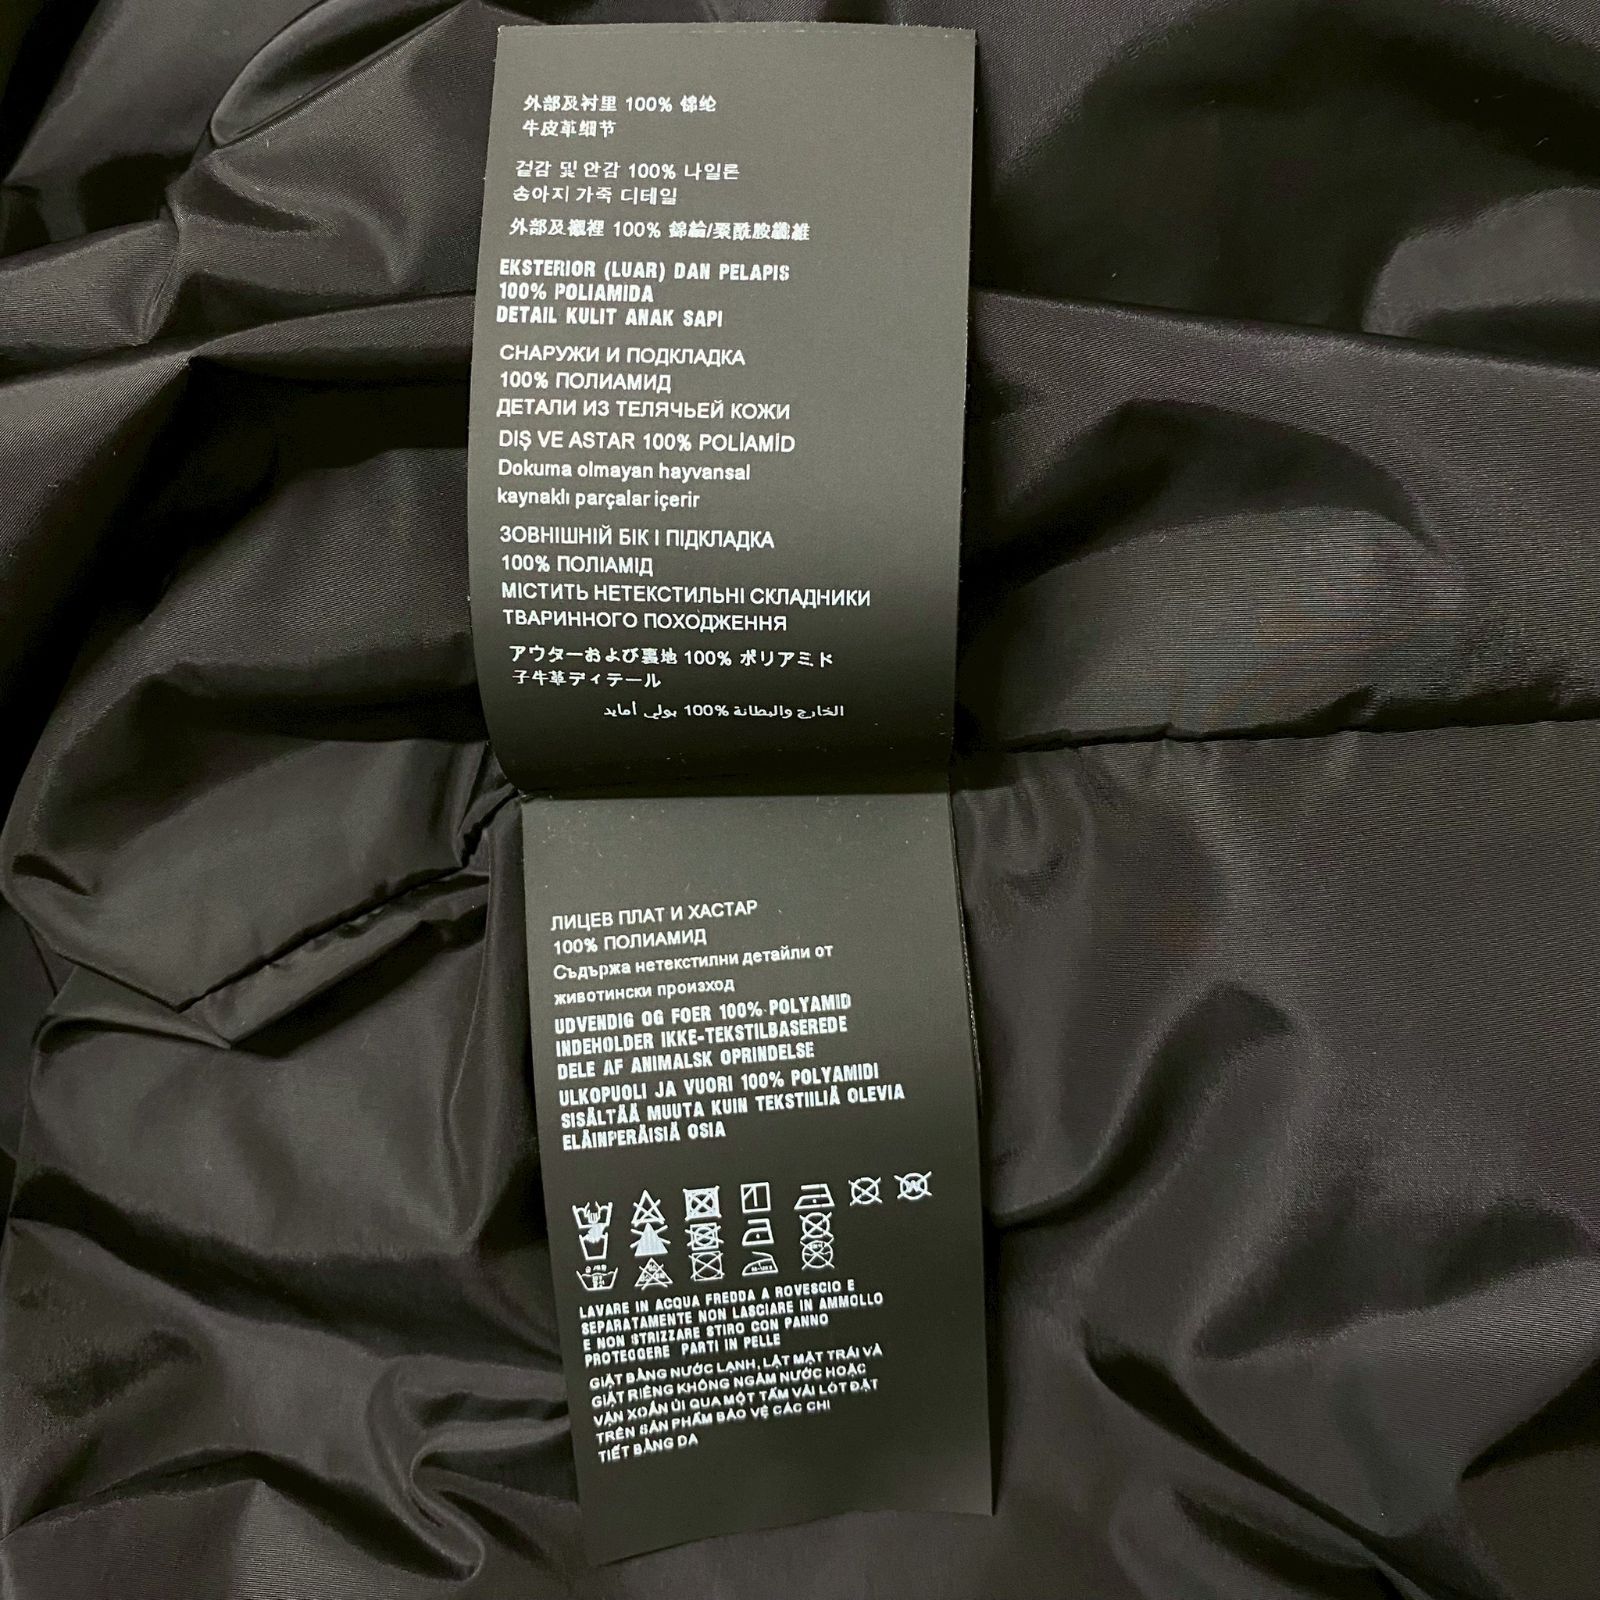 外部及衬里 100% 锦纶
牛皮革细节
겉감 및 안감 100% 나일론
송아지 가죽 디테일
外部及襯裡 100% 錦綸/聚酰胺纖維
EKSTERIOR (LUAR) DAN PELAPIS
100% POLIAMIDA
DETAIL KULIT ANAK SAPI
СНАРУЖИ И ПОДКЛАДКА
100% ПОЛИАМИД
ДЕТАЛИ ИЗ ТЕЛЯЧЬЕЙ КОЖИ
DIŞ VE ASTAR 100% POLİAMİD
Dokuma olmayan hayvansal
kaynaklı parçalar içerir
ЗОВНІШНІЙ БІК І ПІДКЛАДКА
100% ПОЛІАМІД
МІСТИТЬ НЕТЕКСТИЛЬНІ СКЛАДНИКИ
ТВАРИННОГО ПОХОДЖЕННЯ
アウターおよび裏地 100% ポリアミド
子牛革ディテール
الخارج والبطانة %100 بولي أمايد
ЛИЦЕВ ПЛАТ И ХАСТАР
100% ПОЛИАМИД
Съдържа нетекстилни детайли от
животински произход
UDVENDIG OG FOER 100% POLYAMID
INDEHOLDER IKKE-TEKSTILBASEREDE
DELE AF ANIMALSK OPRINDELSE
ULKOPUOLI JA VUORI 100% POLYAMIDI
SISÄLTÄÄ MUUTA KUIN TEKSTIILIÄ OLEVIA
ELÄINPERÄISIÄ OSIA
LAVARE IN ACQUA FREDDA A ROVESCIO E
SEPARATAMENTE NON LASCIARE IN AMMOLLO
E NON STRIZZARE STIRO CON PANNO
PROTEGGERE PARTI IN PELLE
GIẶT BẰNG NƯỚC LẠNH, LẬT MẶT TRÁI VÀ
GIẶT RIÊNG KHÔNG NGÂM NƯỚC HOẶC
VẶN XOẮN ỦI QUA MỘT TẤM VẢI LÓT ĐẶT
TRÊN SẢN PHẨM BẢO VỆ CÁC CHI
TIẾT BẰNG DA